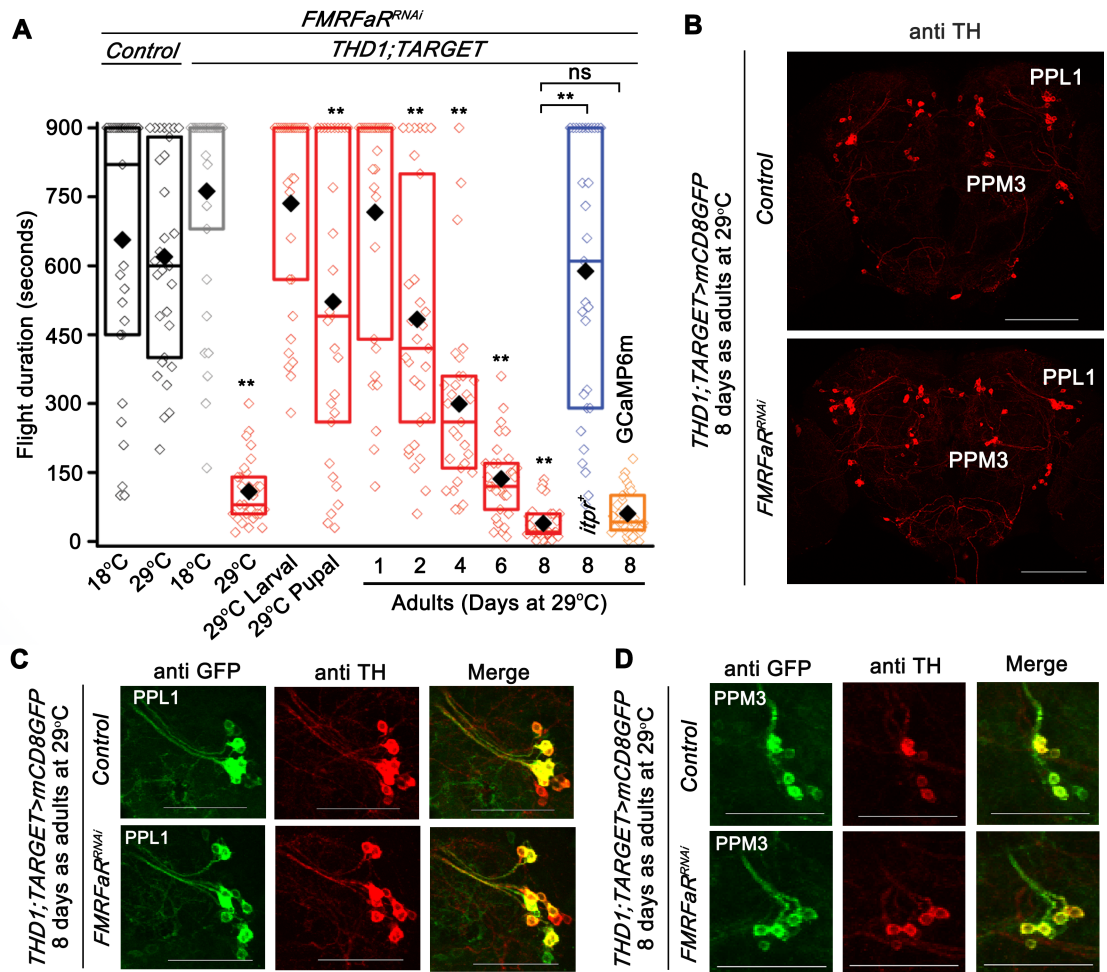 A
FMRFaR^RNAi
Control
THD1;TARGET
ns
**
**
**
**
**
**
**
Flight duration (seconds)
900
750
600
450
300
150
0
itpr^+
GCaMP6m
18°C
29°C
18°C
29°C
29°C Larval
29°C Pupal
1
2
4
6
8
8
8
Adults (Days at 29°C)
B
anti TH
THD1;TARGET>mCD8GFP
8 days as adults at 29°C
Control
PPL1
PPM3
FMRFaR^RNAi
PPL1
PPM3
C
anti GFP
anti TH
Merge
THD1;TARGET>mCD8GFP
8 days as adults at 29°C
Control
PPL1
FMRFaR^RNAi
PPL1
D
anti GFP
anti TH
Merge
THD1;TARGET>mCD8GFP
8 days as adults at 29°C
Control
PPM3
FMRFaR^RNAi
PPM3